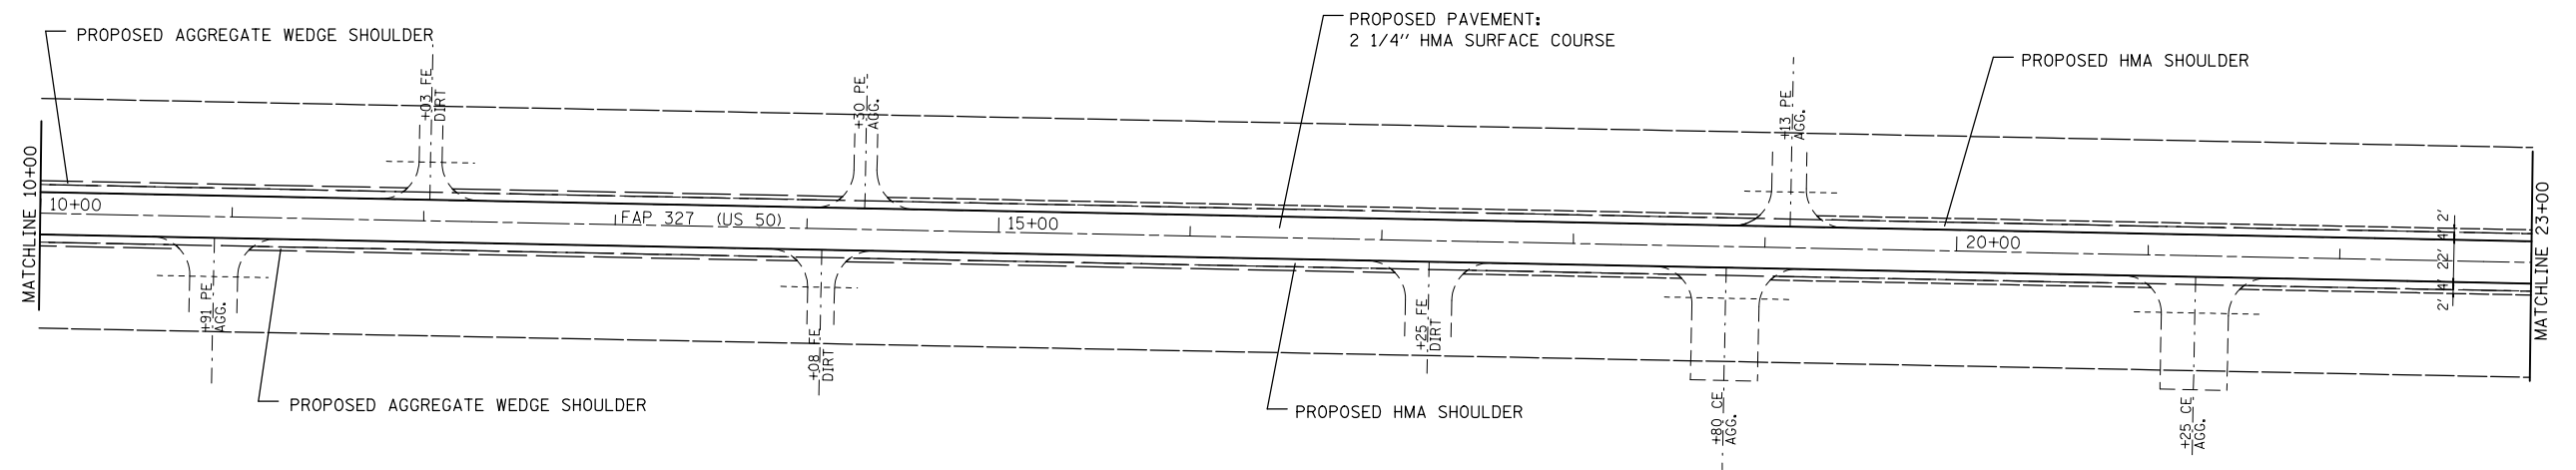 PROPOSED AGGREGATE WEDGE SHOULDER
PROPOSED PAVEMENT:
2 1/4" HMA SURFACE COURSE
PROPOSED HMA SHOULDER
+03 FE
DIRT
+30 PE
AGG.
+13 PE
AGG.
MATCHLINE 10+00
10+00
FAP 327 (US 50)
15+00
20+00
2' 4' 22' 4' 2'
MATCHLINE 23+00
+91 PE
AGG.
+08 FE
DIRT
+25 FE
DIRT
+80 CE
AGG.
+25 CE
AGG.
PROPOSED AGGREGATE WEDGE SHOULDER
PROPOSED HMA SHOULDER